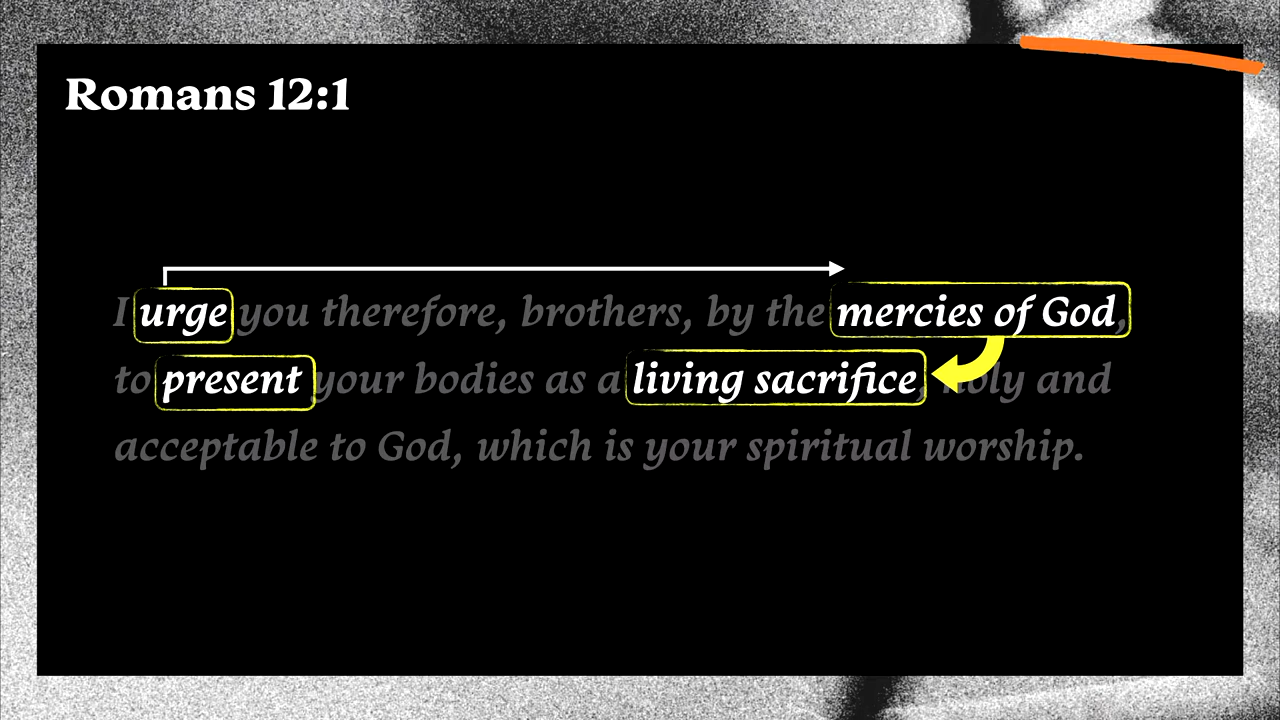 Romans 12:1
I urge you therefore, brothers, by the mercies of God,
to present your bodies as a living sacrifice, holy and
acceptable to God, which is your spiritual worship.